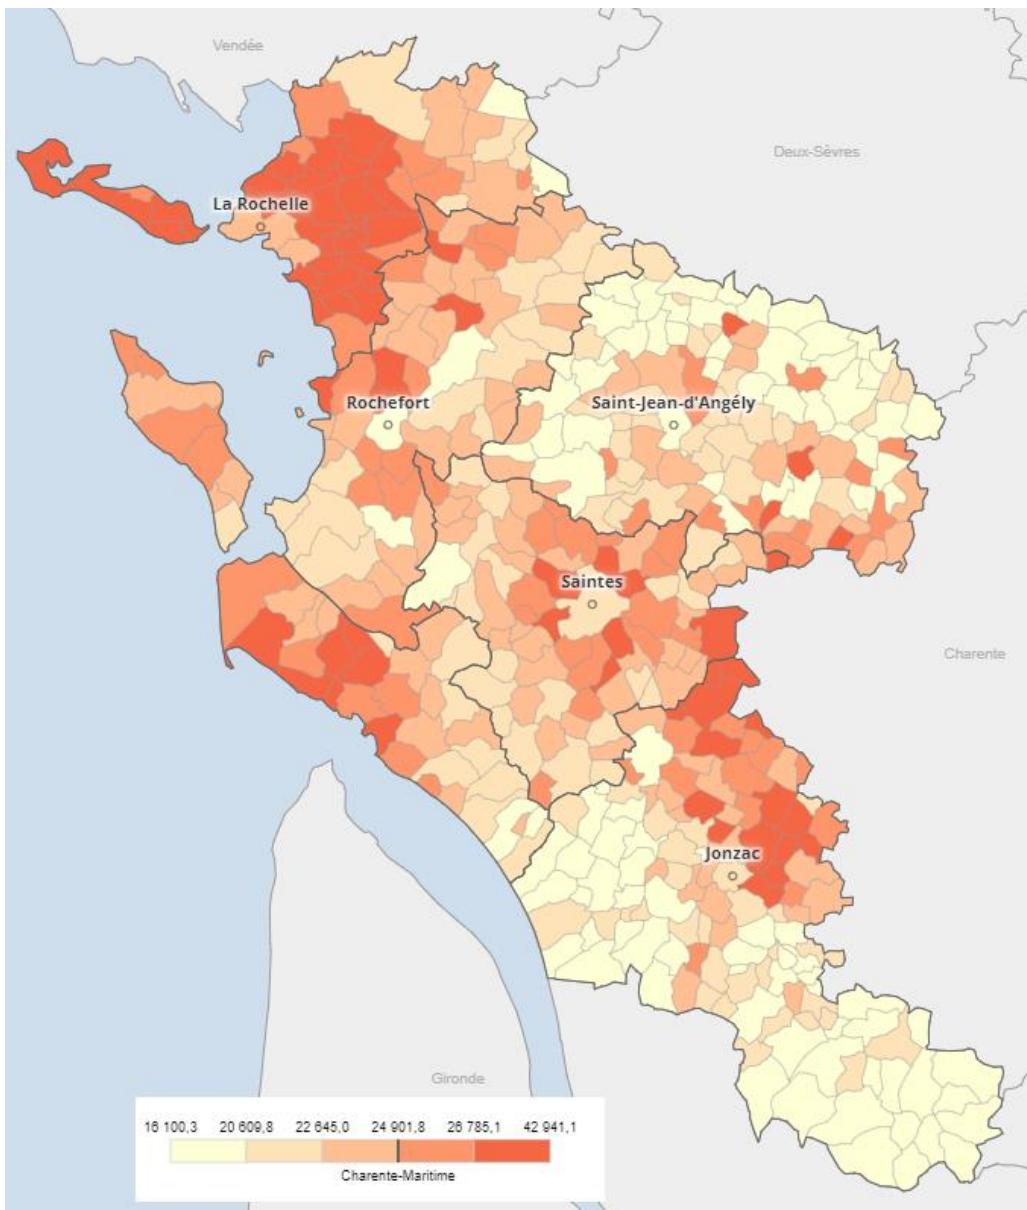 Vendée
Deux-Sèvres
La Rochelle
Rochefort
Saint-Jean-d'Angély
Saintes
Charente
Jonzac
Gironde
16 100,3 20 609,8 22 645,0 24 901,8 26 785,1 42 941,1
Charente-Maritime